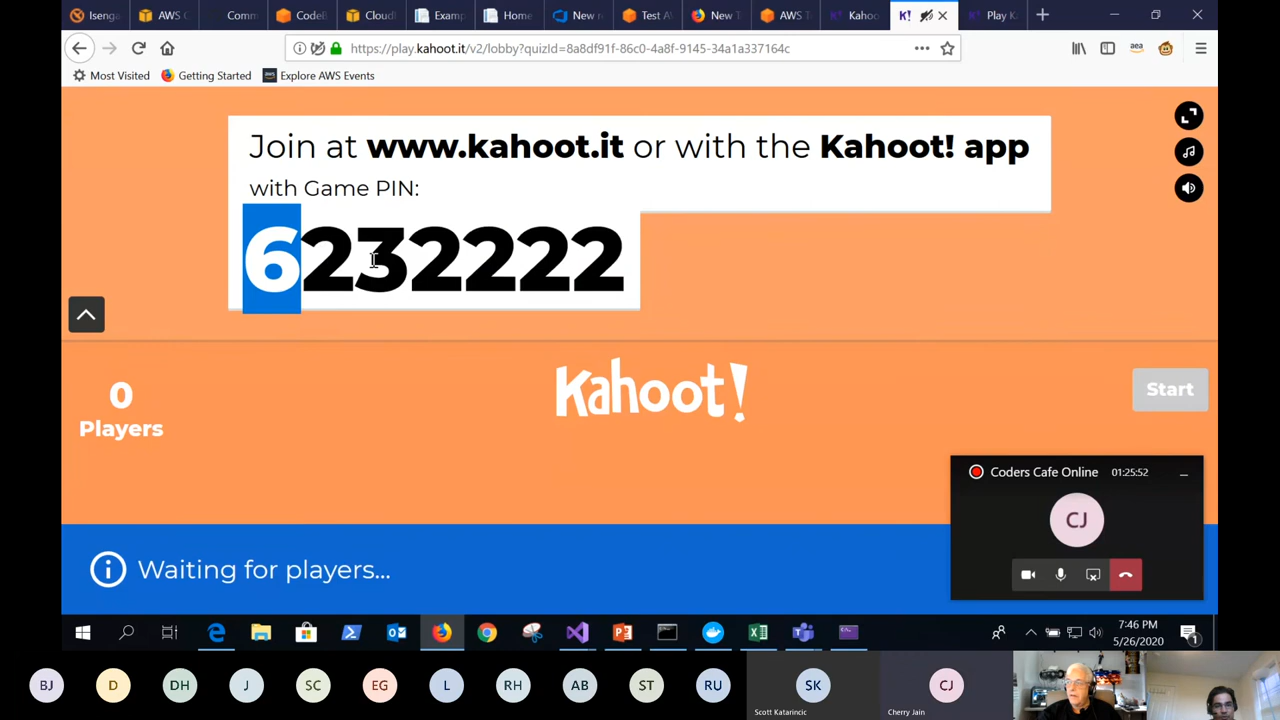 Isenga
AWS C
Comm
CodeB
Cloudf
Examp
Home
New r
Test A
New T
AWS T
Kahoo
K!
Play K
https://play.kahoot.it/v2/lobby?quizId=8a8df91f-86c0-4a8f-9145-34a1a337164c
aea
Most Visited
Getting Started
Explore AWS Events
Join at www.kahoot.it or with the Kahoot! app
with Game PIN:
6232222
0
Players
Kahoot!
Start
Coders Cafe Online 01:25:52
CJ
Waiting for players...
7:46 PM
5/26/2020
1
BJ
D
DH
J
SC
EG
L
RH
AB
ST
RU
SK
Scott Katarincic
CJ
Cherry Jain